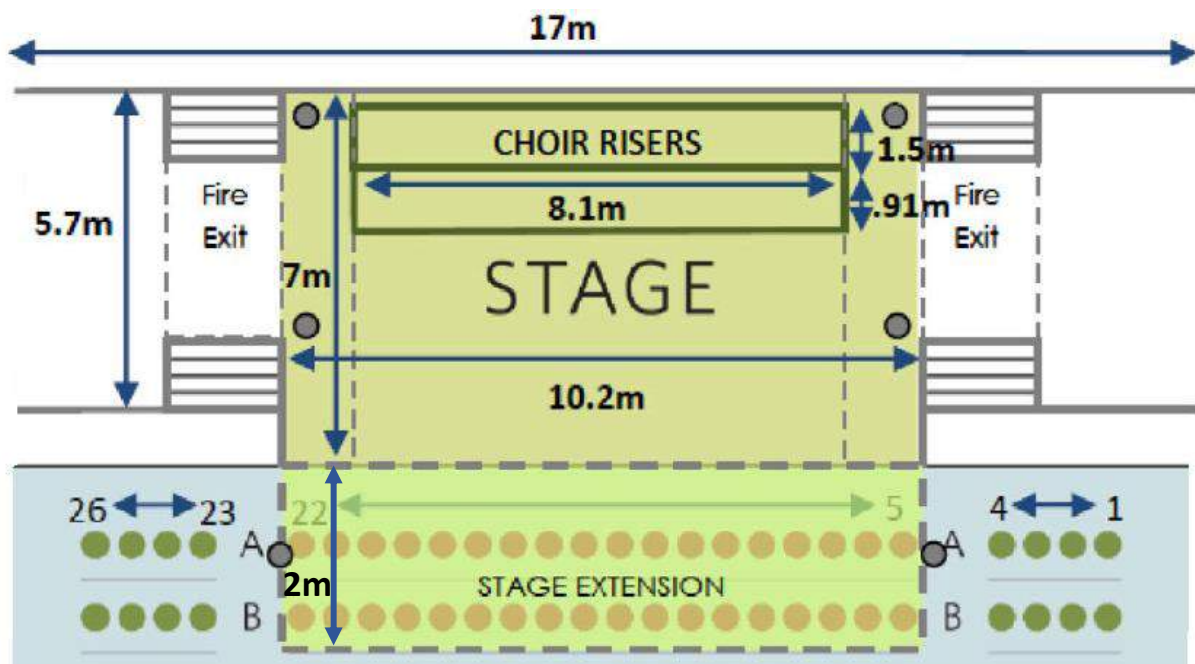 17m
CHOIR RISERS
1.5m
Fire
Exit
8.1m
.91m
Fire
Exit
5.7m
7m
STAGE
10.2m
26 23 22 5 4 1
A A
2m
STAGE EXTENSION
B B